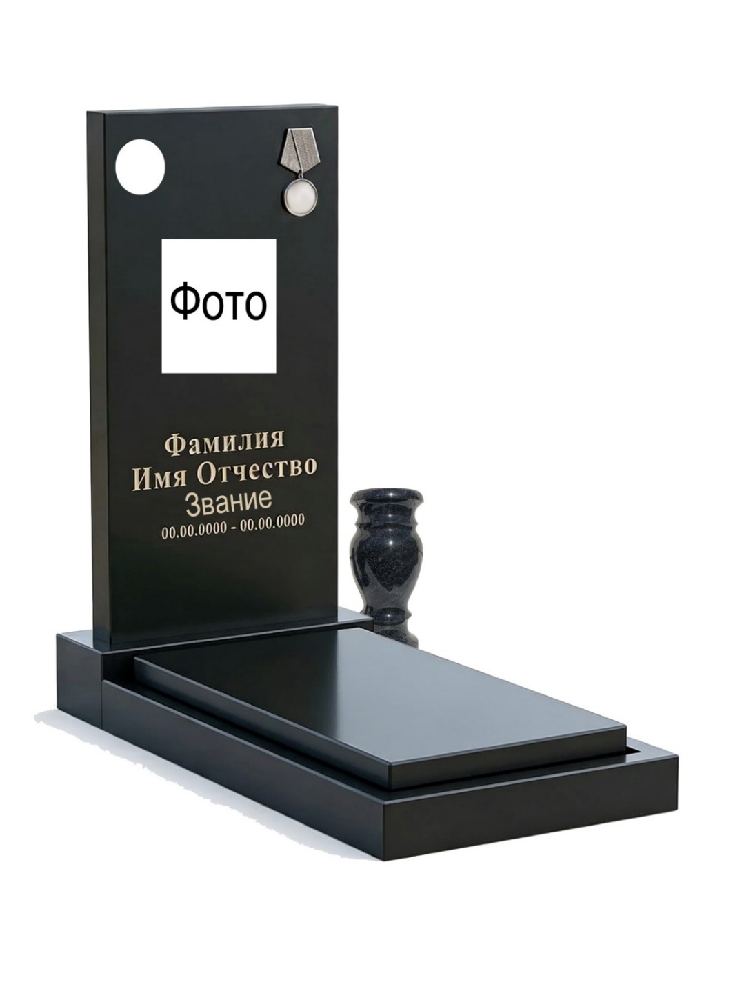 Фото
Фамилия
Имя Отчество
Звание
00.00.0000 - 00.00.0000